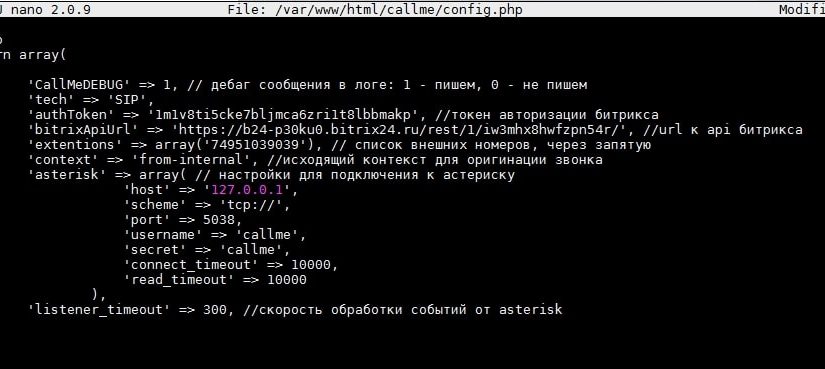 U nano 2.0.9 File: /var/www/html/callme/config.php Modifi
p
rn array(
'CallMeDEBUG' => 1, // дебаг сообщения в логе: 1 - пишем, 0 - не пишем
'tech' => 'SIP',
'authToken' => '1m1v8ti5cke7bljmca6zri1t8lbbmakp', //токен авторизации битрикса
'bitrixApiUrl' => 'https://b24-p30ku0.bitrix24.ru/rest/1/iw3mhx8hwfzpn54r/', //url к api битрикса
'extentions' => array('74951039039'), // список внешних номеров, через запятую
'context' => 'from-internal', //исходящий контекст для оригинации звонка
'asterisk' => array( // настройки для подключения к астериску
'host' => '127.0.0.1',
'scheme' => 'tcp://',
'port' => 5038,
'username' => 'callme',
'secret' => 'callme',
'connect_timeout' => 10000,
'read_timeout' => 10000
),
'listener_timeout' => 300, //скорость обработки событий от asterisk